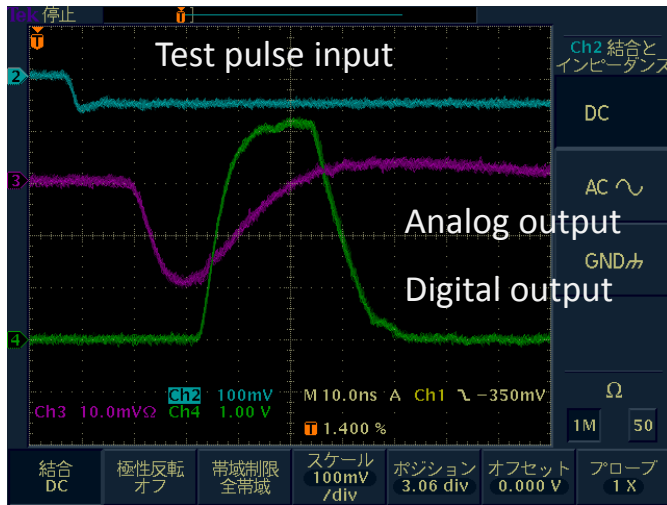 Tek 停止
T
T
Test pulse input
Ch2 結合と
インピーダンス
2
DC
3
AC
Analog output
GND
Digital output
4
Ch2 100mV M 10.0ns A Ch1 -350mV
Ch3 10.0mVΩ Ch4 1.00 V
T 1.400 %
Ω
1M 50
結合
DC
極性反転
オフ
帯域制限
全帯域
スケール
100mV
/div
ポジション
3.06 div
オフセット
0.000 V
プローブ
1 X